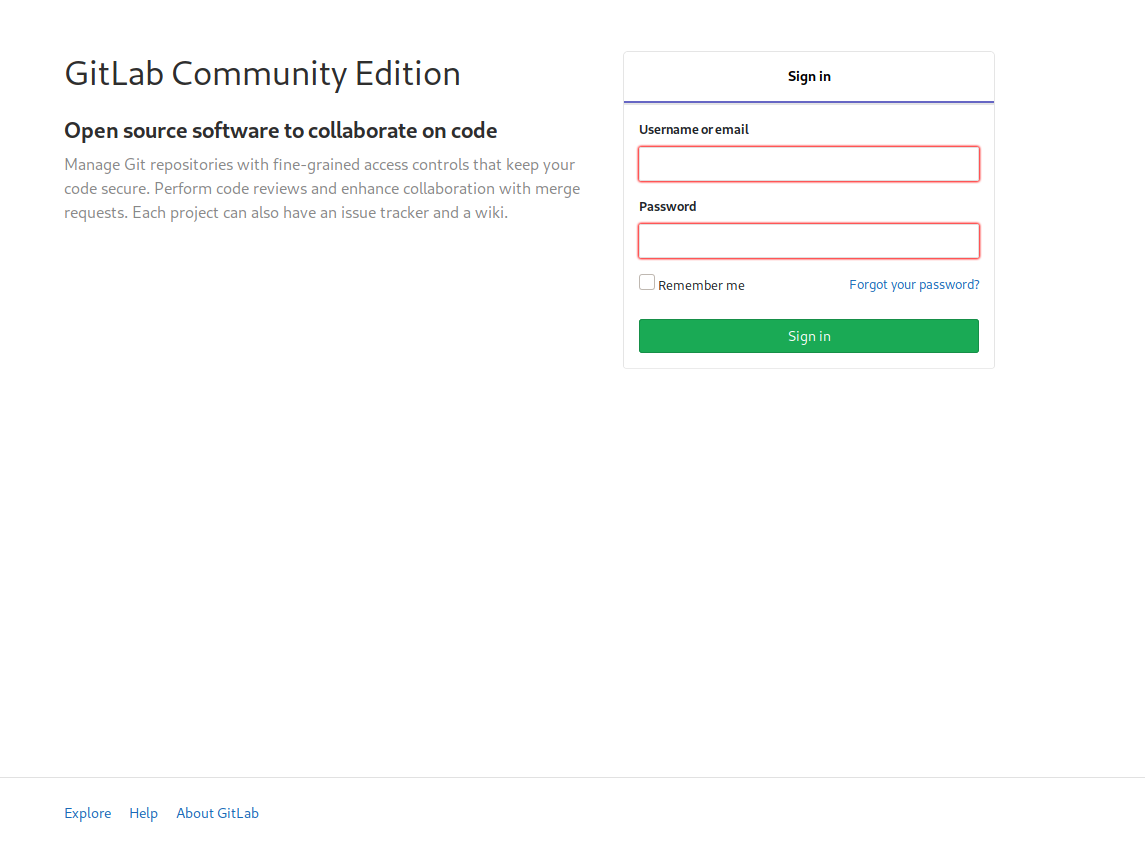 GitLab Community Edition
Open source software to collaborate on code
Manage Git repositories with fine-grained access controls that keep your
code secure. Perform code reviews and enhance collaboration with merge
requests. Each project can also have an issue tracker and a wiki.
Sign in
Username or email
Password
Remember me Forgot your password?
Sign in
Explore Help About GitLab